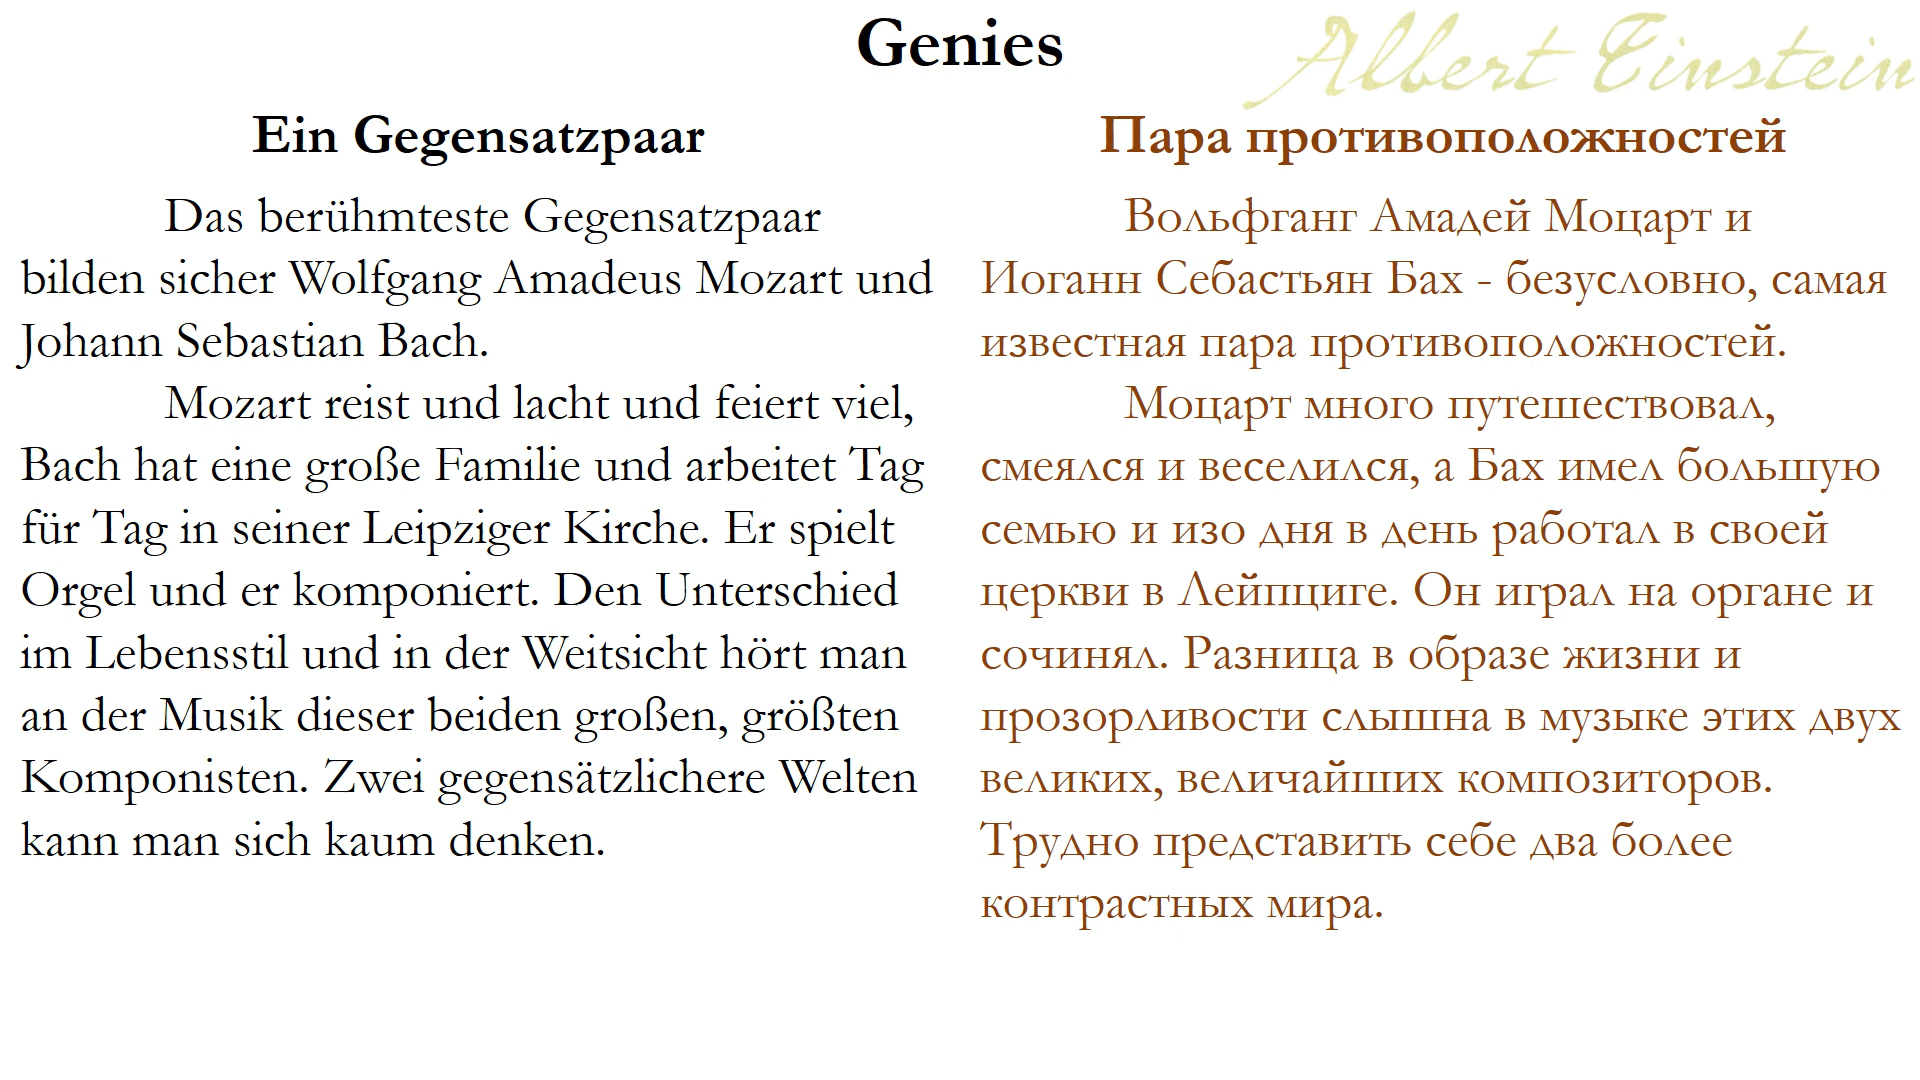 Genies
Albert Einstein
Ein Gegensatzpaar
Das berühmteste Gegensatzpaar
bilden sicher Wolfgang Amadeus Mozart und
Johann Sebastian Bach.
Mozart reist und lacht und feiert viel,
Bach hat eine große Familie und arbeitet Tag
für Tag in seiner Leipziger Kirche. Er spielt
Orgel und er komponiert. Den Unterschied
im Lebensstil und in der Weitsicht hört man
an der Musik dieser beiden großen, größten
Komponisten. Zwei gegensätzlichere Welten
kann man sich kaum denken.
Пара противоположностей
Вольфганг Амадей Моцарт и
Иоганн Себастьян Бах - безусловно, самая
известная пара противоположностей.
Моцарт много путешествовал,
смеялся и веселился, а Бах имел большую
семью и изо дня в день работал в своей
церкви в Лейпциге. Он играл на органе и
сочинял. Разница в образе жизни и
прозорливости слышна в музыке этих двух
великих, величайших композиторов.
Трудно представить себе два более
контрастных мира.